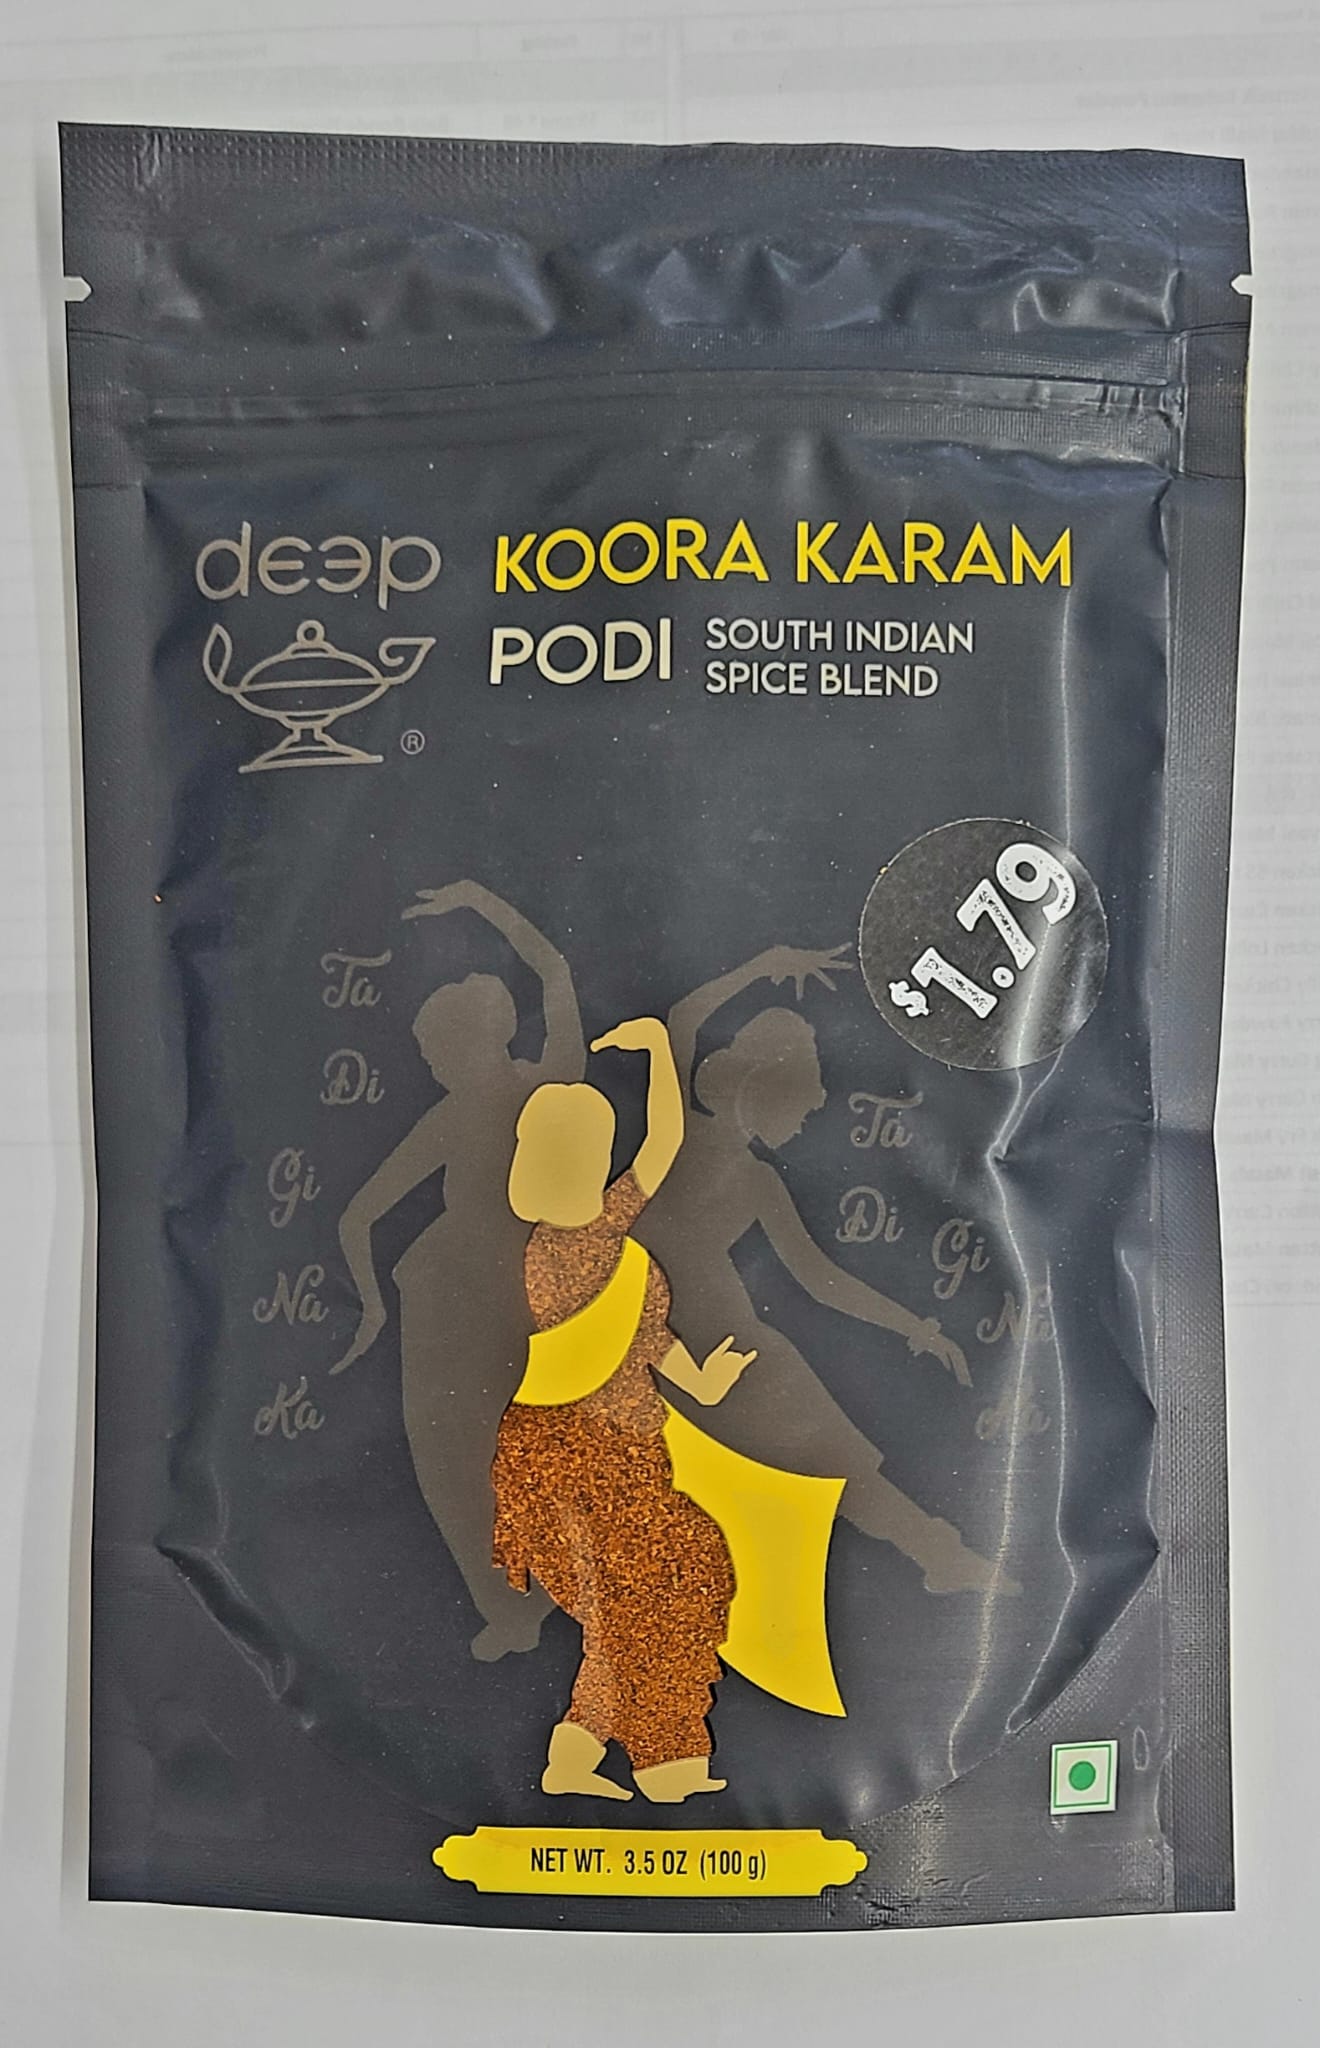 deep
KOORA KARAM
PODI
SOUTH INDIAN
SPICE BLEND
®
$1.79
Ta
Di
Gi
Na
Ka
Ta
Di
Gi
Na
NET WT. 3.5 OZ (100 g)